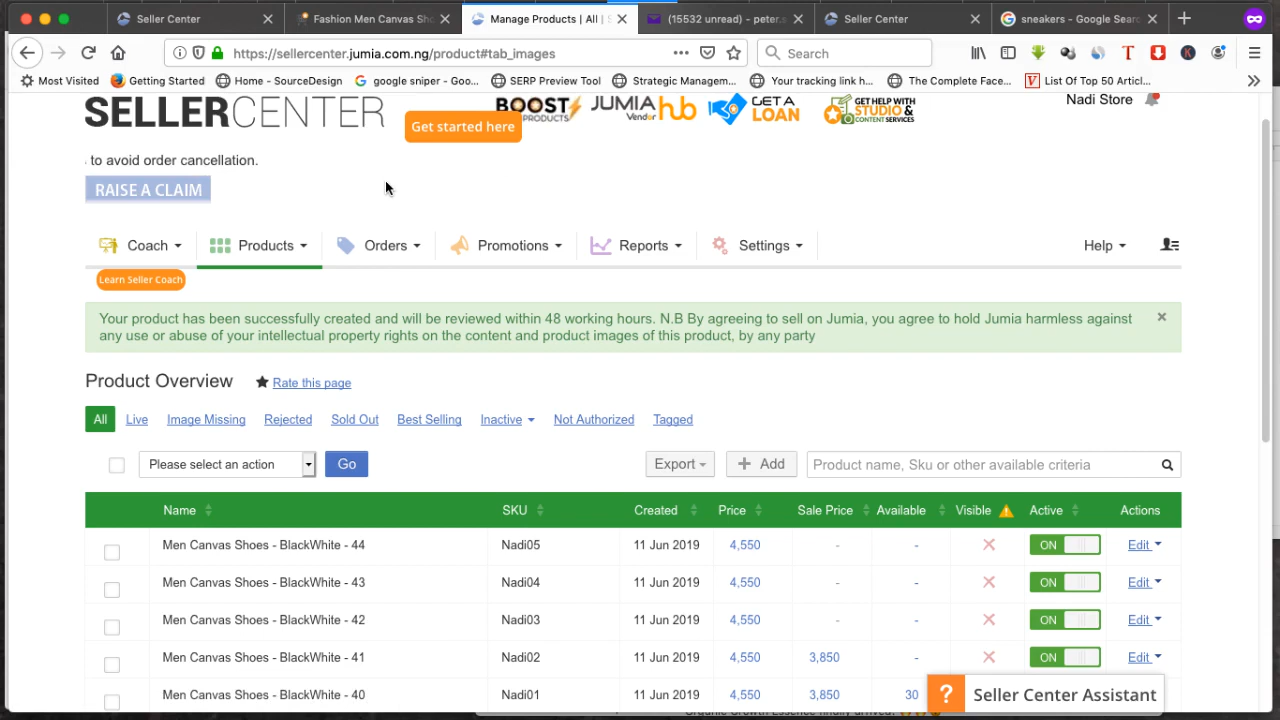 Seller Center
Fashion Men Canvas Sho
Manage Products | All | S
(15532 unread) - peter.s
Seller Center
sneakers - Google Searc
https://sellercenter.jumia.com.ng/product#tab_images
Search
Most Visited
Getting Started
Home - SourceDesign
google sniper - Goo...
SERP Preview Tool
Strategic Managem...
Your tracking link h...
The Complete Face...
List Of Top 50 Articl...
SELLERCENTER
Get started here
BOOST PRODUCTS
JUMIA Vendor hub
GET A LOAN
GET HELP WITH STUDIO & CONTENT SERVICES
Nadi Store
to avoid order cancellation.
RAISE A CLAIM
Coach
Products
Orders
Promotions
Reports
Settings
Help
Learn Seller Coach
Your product has been successfully created and will be reviewed within 48 working hours. N.B By agreeing to sell on Jumia, you agree to hold Jumia harmless against
any use or abuse of your intellectual property rights on the content and product images of this product, by any party
Product Overview
Rate this page
All
Live
Image Missing
Rejected
Sold Out
Best Selling
Inactive
Not Authorized
Tagged
Please select an action
Go
Export
+ Add
Product name, Sku or other available criteria
Name SKU Created Price Sale Price Available Visible Active Actions
Men Canvas Shoes - BlackWhite - 44 Nadi05 11 Jun 2019 4,550 - - ON Edit
Men Canvas Shoes - BlackWhite - 43 Nadi04 11 Jun 2019 4,550 - - ON Edit
Men Canvas Shoes - BlackWhite - 42 Nadi03 11 Jun 2019 4,550 - - ON Edit
Men Canvas Shoes - BlackWhite - 41 Nadi02 11 Jun 2019 4,550 3,850 - ON Edit
Men Canvas Shoes - BlackWhite - 40 Nadi01 11 Jun 2019 4,550 3,850 30
? Seller Center Assistant